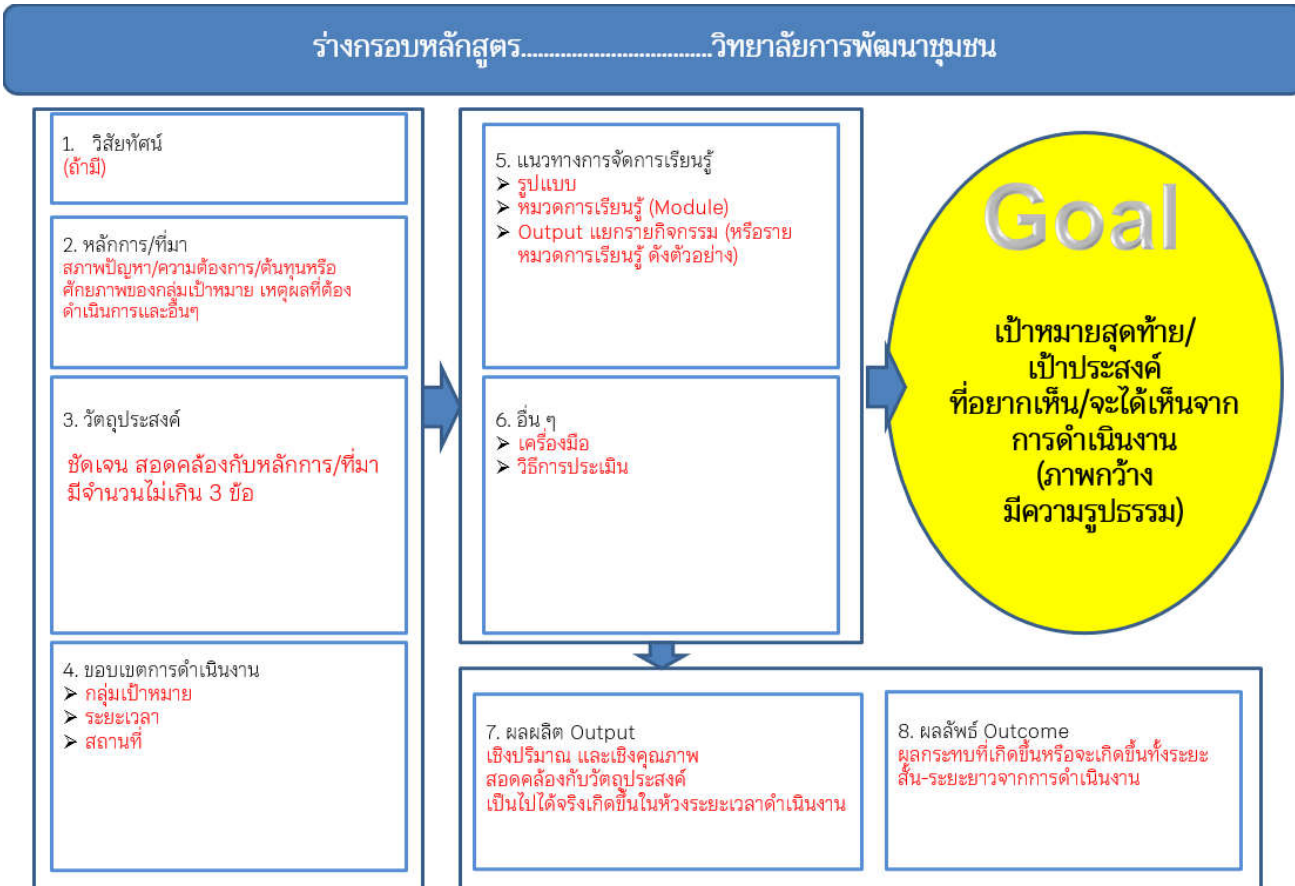 ร่างกรอบหลักสูตร.................................วิทยาลัยการพัฒนาชุมชน
1. วิสัยทัศน์
(ถ้ามี)
2. หลักการ/ที่มา
สภาพปัญหา/ความต้องการ/ต้นทุนหรือ
ศักยภาพของกลุ่มเป้าหมาย เหตุผลที่ต้อง
ดำเนินการและอื่นๆ
3. วัตถุประสงค์
ชัดเจน สอดคล้องกับหลักการ/ที่มา
มีจำนวนไม่เกิน 3 ข้อ
4. ขอบเขตการดำเนินงาน
➢ กลุ่มเป้าหมาย
➢ ระยะเวลา
➢ สถานที่
5. แนวทางการจัดการเรียนรู้
➢ รูปแบบ
➢ หมวดการเรียนรู้ (Module)
➢ Output แยกรายกิจกรรม (หรือราย
หมวดการเรียนรู้ ดังตัวอย่าง)
6. อื่น ๆ
➢ เครื่องมือ
➢ วิธีการประเมิน
Goal
เป้าหมายสุดท้าย/
เป้าประสงค์
ที่อยากเห็น/จะได้เห็นจาก
การดำเนินงาน
(ภาพกว้าง
มีความรูปธรรม)
7. ผลผลิต Output
เชิงปริมาณ และเชิงคุณภาพ
สอดคล้องกับวัตถุประสงค์
เป็นไปได้จริงเกิดขึ้นในห้วงระยะเวลาดำเนินงาน
8. ผลลัพธ์ Outcome
ผลกระทบที่เกิดขึ้นหรือจะเกิดขึ้นทั้งระยะ
สั้น-ระยะยาวจากการดำเนินงาน